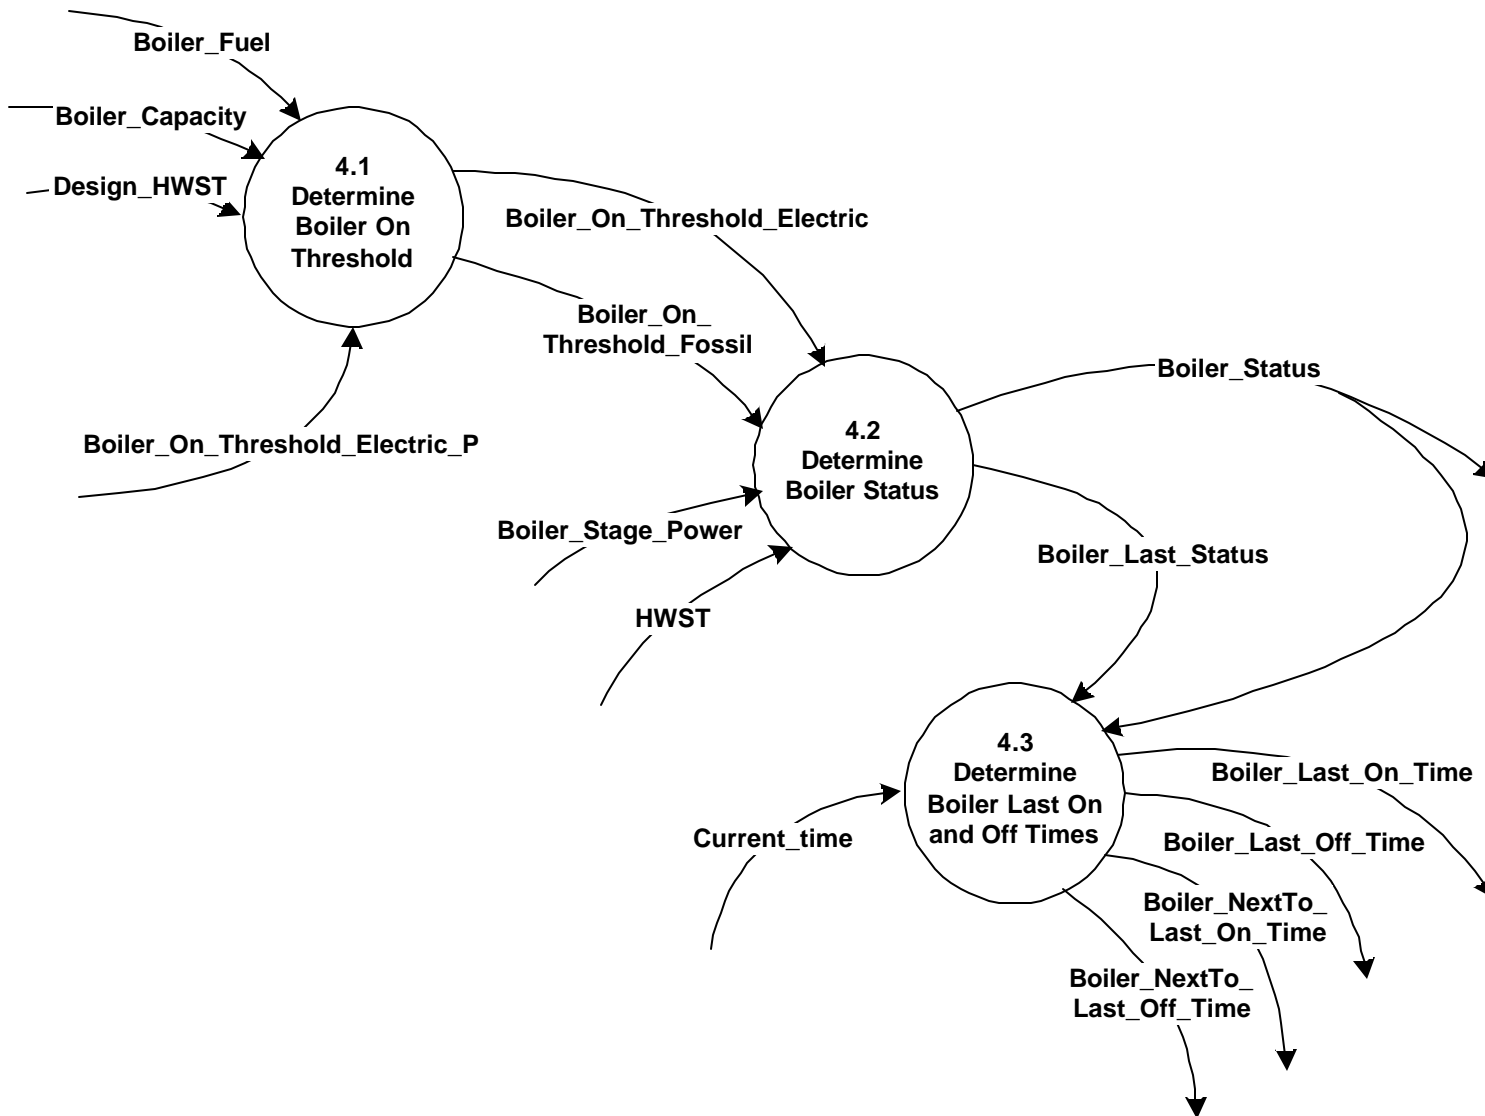 Boiler_Fuel
Boiler_Capacity
Design_HWST
4.1
Determine
Boiler On
Threshold
Boiler_On_Threshold_Electric
Boiler_On_
Threshold_Fossil
Boiler_On_Threshold_Electric_P
4.2
Determine
Boiler Status
Boiler_Status
Boiler_Stage_Power
HWST
Boiler_Last_Status
4.3
Determine
Boiler Last On
and Off Times
Current_time
Boiler_Last_On_Time
Boiler_Last_Off_Time
Boiler_NextTo_
Last_On_Time
Boiler_NextTo_
Last_Off_Time